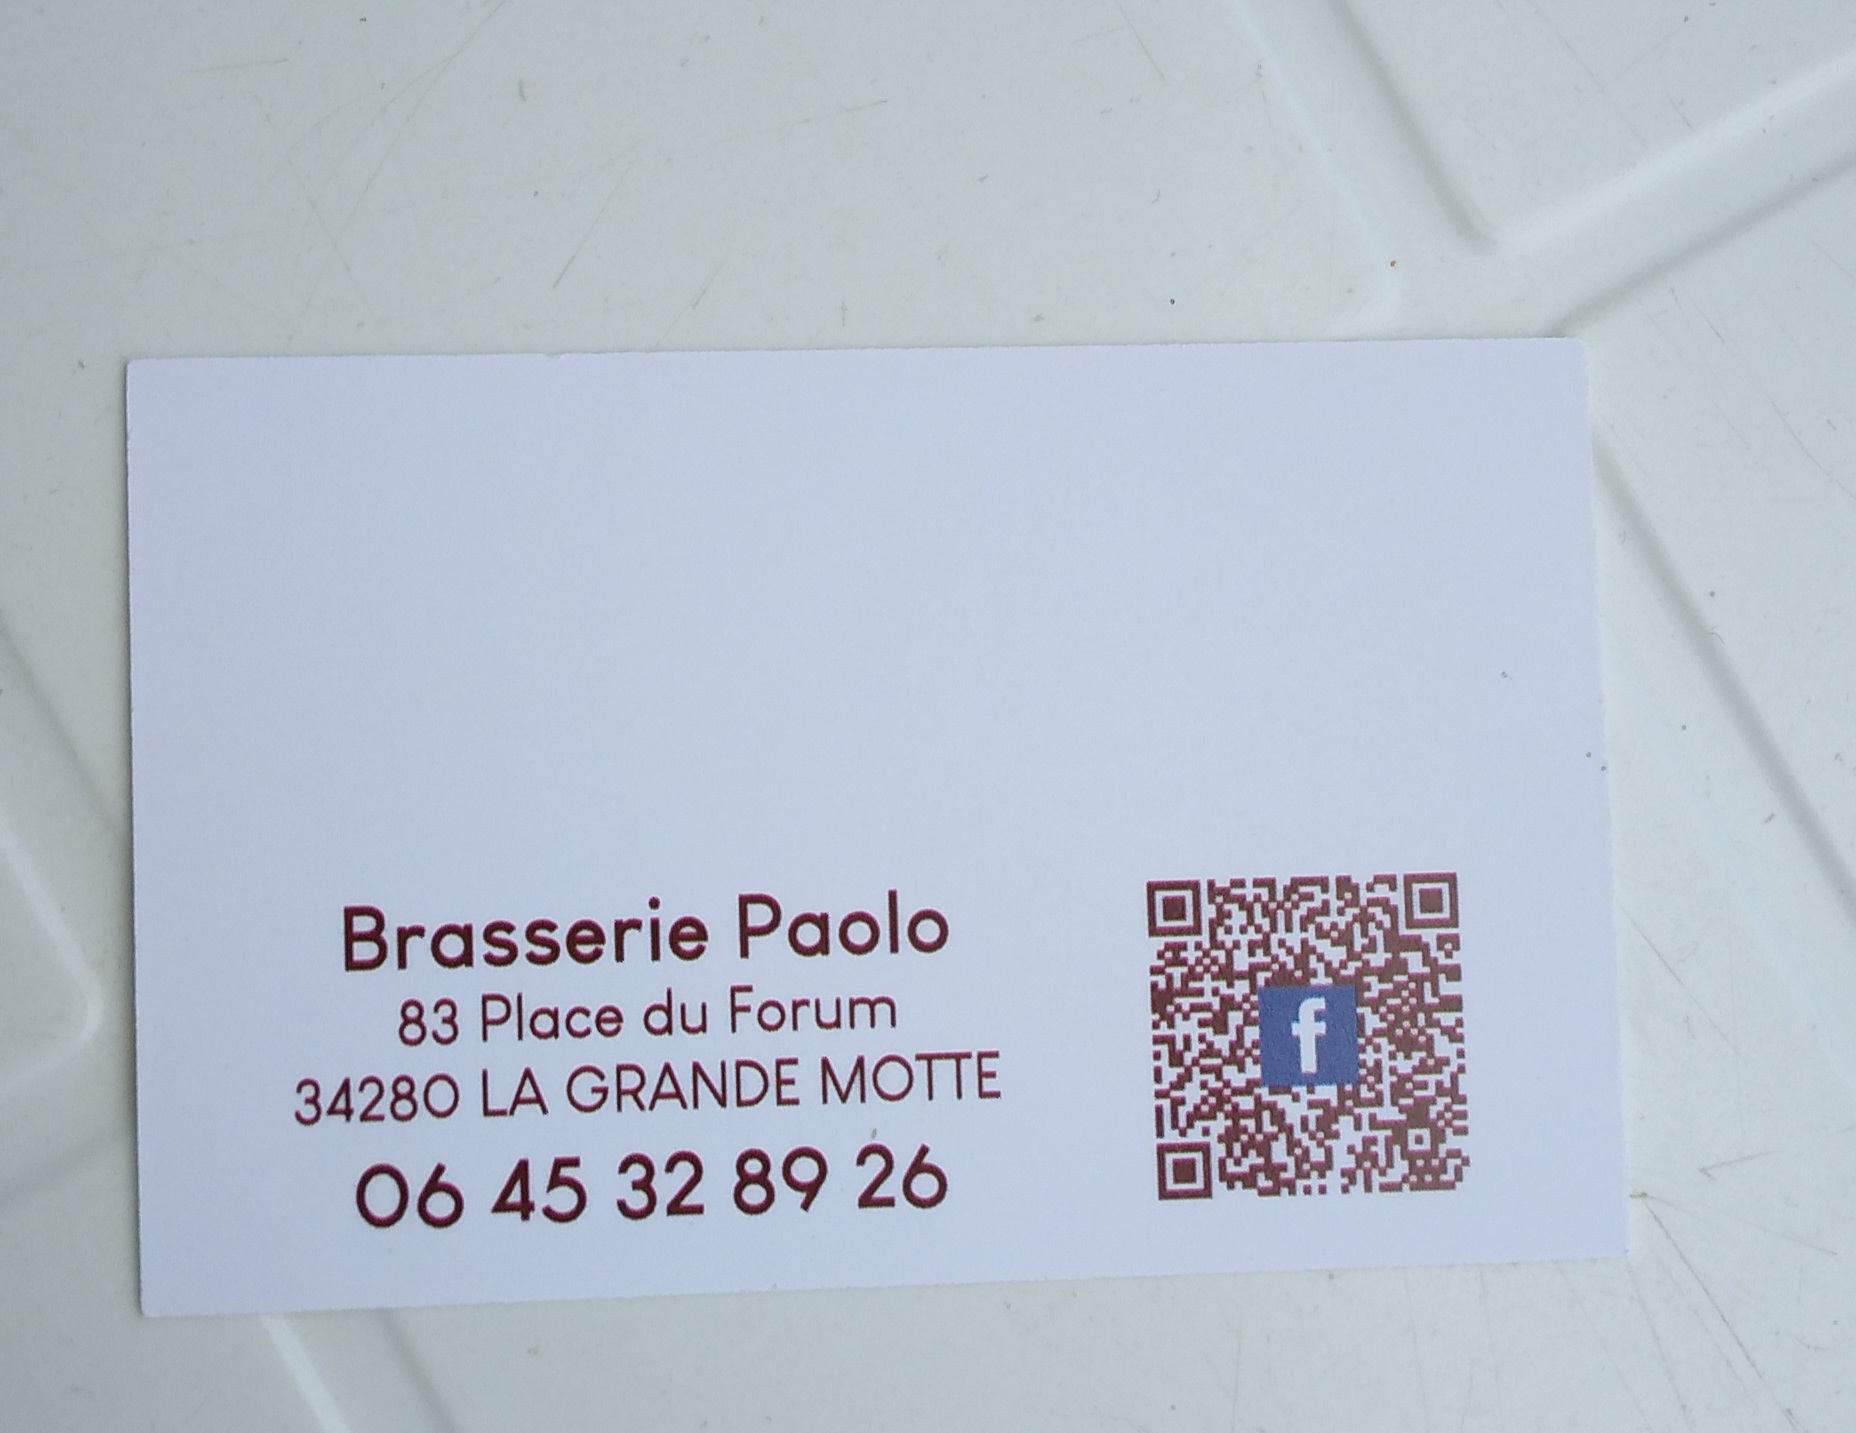 Brasserie Paolo
83 Place du Forum
34280 LA GRANDE MOTTE
06 45 32 89 26
f